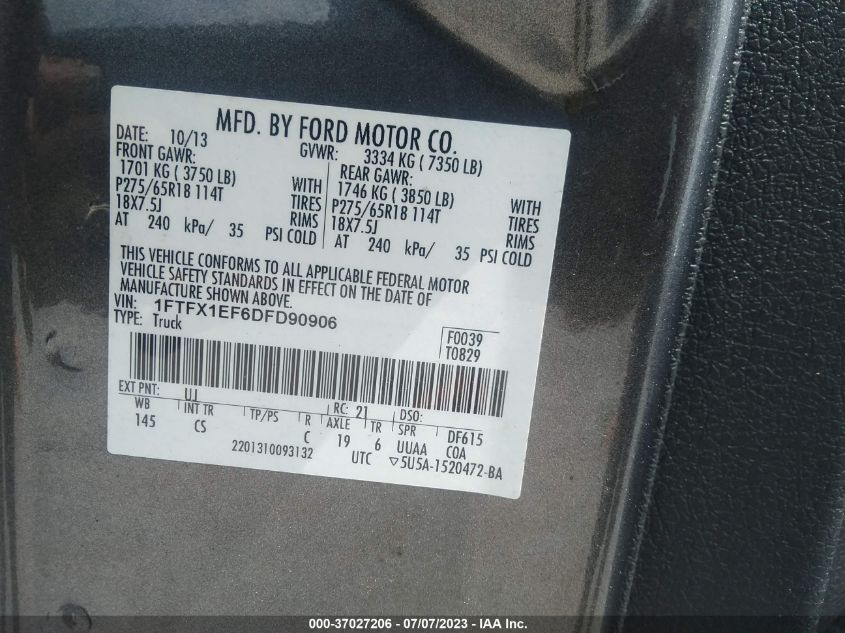 MFD. BY FORD MOTOR CO.
DATE: 10/13
GVWR: 3334 KG ( 7350 LB)
FRONT GAWR:
1701 KG ( 3750 LB)
P275/65R18 114T
18X7.5J
AT 240 kPa/ 35 PSI COLD
WITH
TIRES
RIMS
REAR GAWR:
1746 KG ( 3850 LB)
P275/65R18 114T
18X7.5J
AT 240 kPa/ 35 PSI COLD
WITH
TIRES
RIMS
THIS VEHICLE CONFORMS TO ALL APPLICABLE FEDERAL MOTOR
VEHICLE SAFETY STANDARDS IN EFFECT ON THE DATE OF
MANUFACTURE SHOWN ABOVE.
VIN: 1FTFX1EF6DFD90906
TYPE: Truck
F0039
T0829
EXT PNT: UJ RC: 21 DSO:
WB INT TR TP/PS R AXLE TR SPR DF615
145 CS C 19 6 UUAA COA
2201310093132 UTC ▽5U5A-1520472-BA
000-37027206 - 07/07/2023 - IAA Inc.